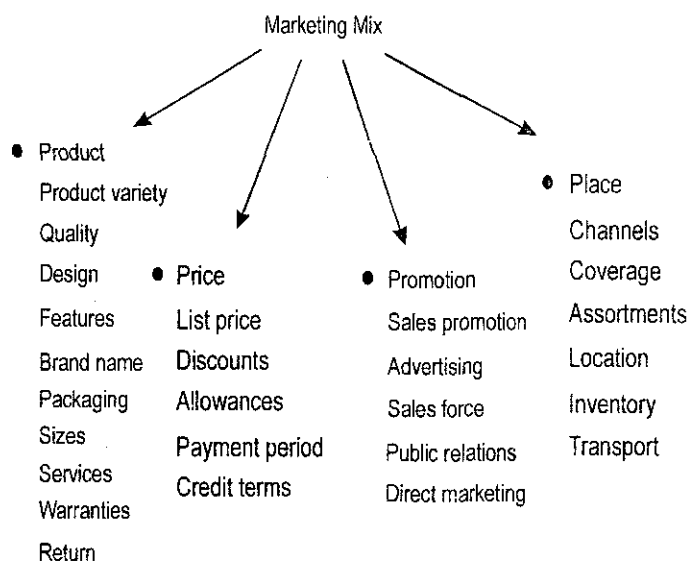 Marketing Mix
• Product
Product variety
Quality
Design
Features
Brand name
Packaging
Sizes
Services
Warranties
Return
• Price
List price
Discounts
Allowances
Payment period
Credit terms
• Promotion
Sales promotion
Advertising
Sales force
Public relations
Direct marketing
• Place
Channels
Coverage
Assortments
Location
Inventory
Transport